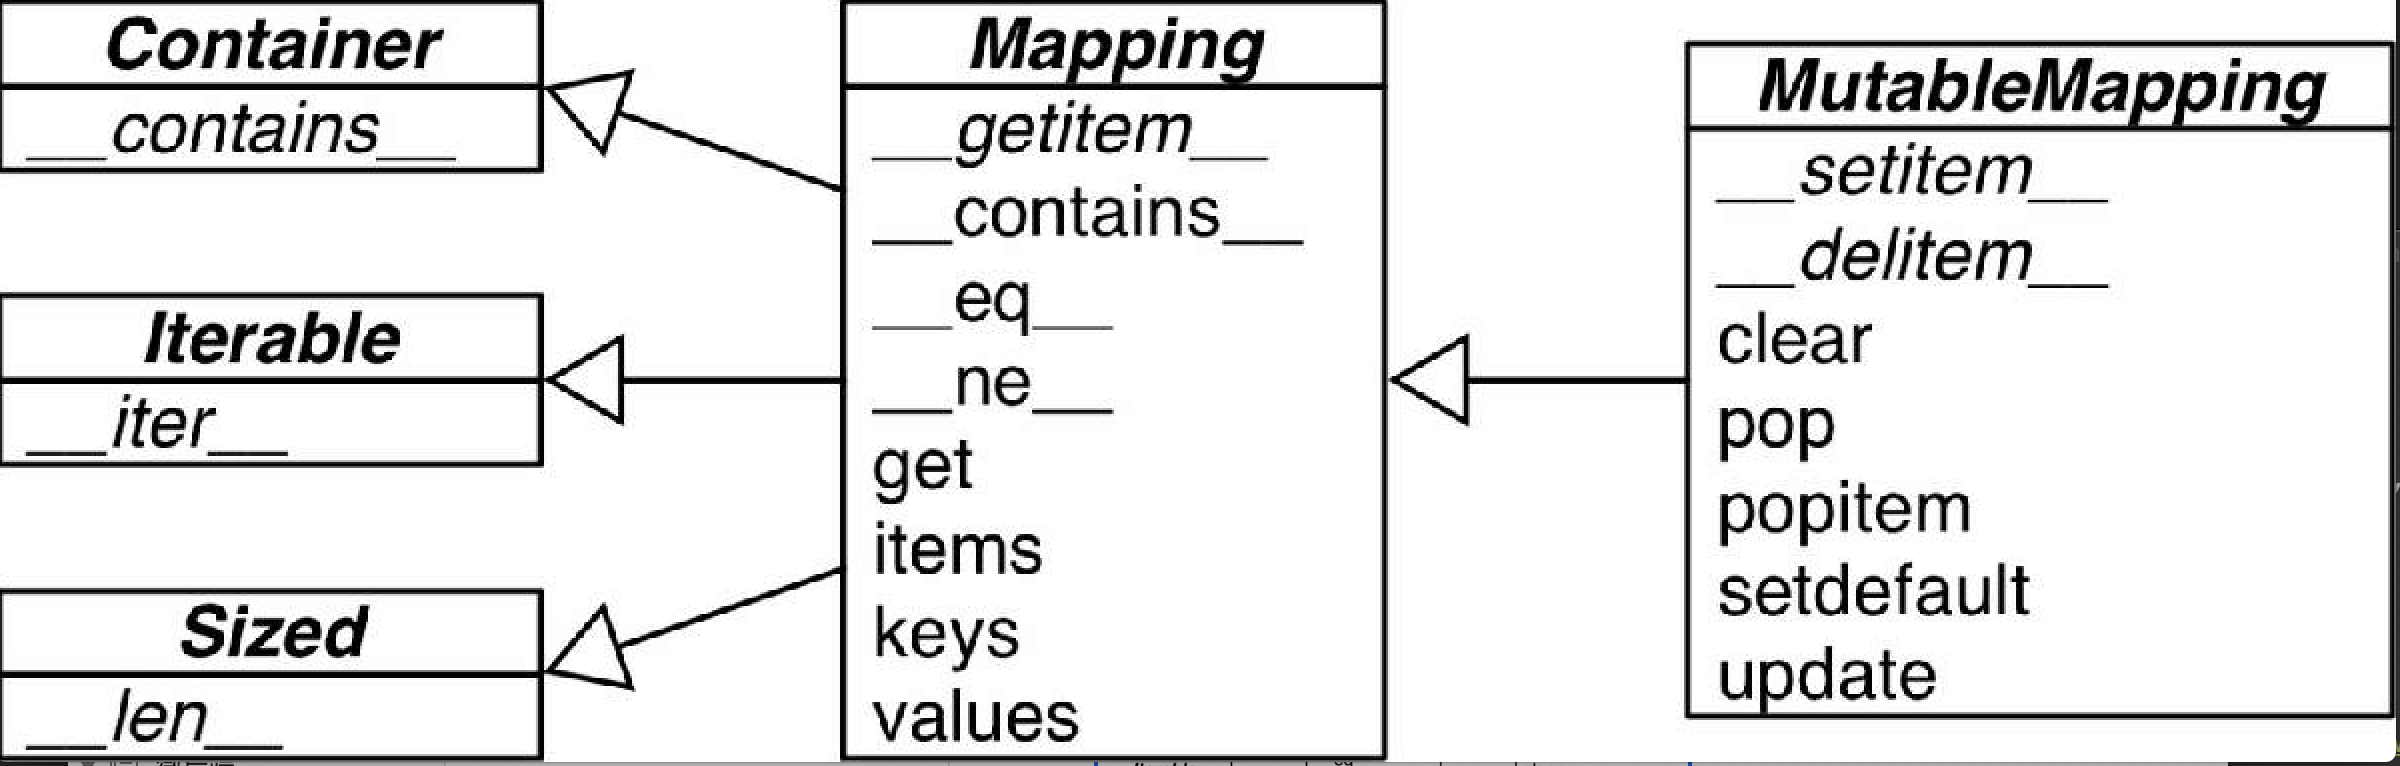 Container
__contains__
Iterable
__iter__
Sized
__len__
Mapping
__getitem__
__contains__
__eq__
__ne__
get
items
keys
values
MutableMapping
__setitem__
__delitem__
clear
pop
popitem
setdefault
update